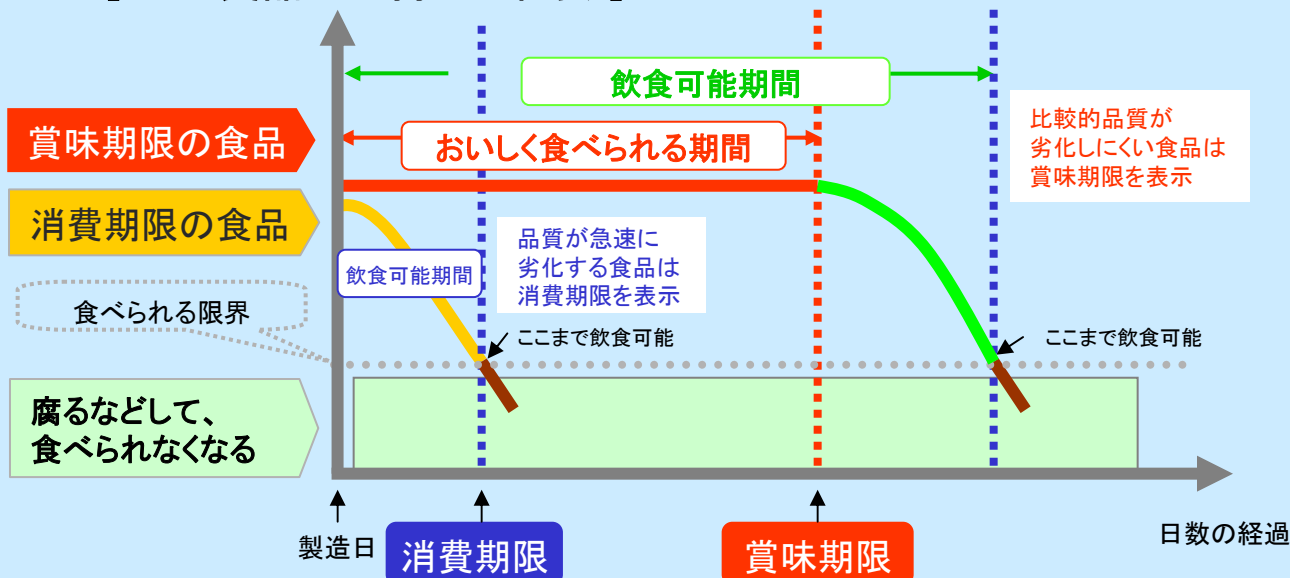 飲食可能期間
賞味期限の食品
おいしく食べられる期間
比較的品質が
劣化しにくい食品は
賞味期限を表示
消費期限の食品
飲食可能期間
品質が急速に
劣化する食品は
消費期限を表示
食べられる限界
ここまで飲食可能
ここまで飲食可能
腐るなどして、
食べられなくなる
製造日
消費期限
賞味期限
日数の経過